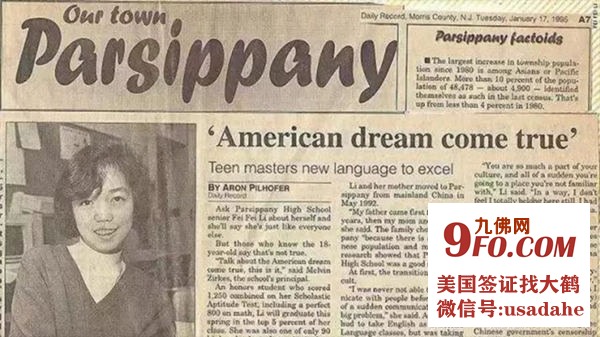 Our town
Parsippany
Daily Record, Morris County, N.J. Tuesday, January 17, 1995 A7
Parsippany factoids
■ The largest increase in township popula-
tion since 1980 is among Asians or Pacific
Islanders. More than 10 percent of the popu-
lation of 48,478 — about 4,900 — identified
themselves as such in the last census. That's
up from less than 4 percent in 1980.
'American dream come true'
Teen masters new language to excel
BY ARON PILHOFER
Daily Record
Ask Parsippany High School
senior Fei Fei Li about herself and
she'll say she's just like everyone
else.
But those who know the 18-
year-old say that's not true.
"Talk about the American dream
come true, this is it," said Melvin
Zirkes, the school's principal.
An honors student who scored
1,250 combined on her Scholastic
Aptitude Test, including a perfect
800 on math, Li will graduate this
spring in the top 5 percent of her
class. She was also one of only 90
Li and her mother moved to Par-
sippany from mainland China in
May 1992.
"My father came first
years, then my mom an
she said. The family cho
pany "because there is
nese population and m
research showed that P
High School was a good
At first, the transition
cult.
"I was never not able
nicate with people befor
of a sudden communicat
big problem," she said. A
had to take English as
Language classes, but was taking
"You are so much a part of your
culture, and all of a sudden you're
going to a place you're not familiar
with," Li said. "In a way, I don't
feel I totally belong here still. I had
Chinese government's censorship
九佛网
9FO.COM
美国签证找大鹤
微信号:usadahe